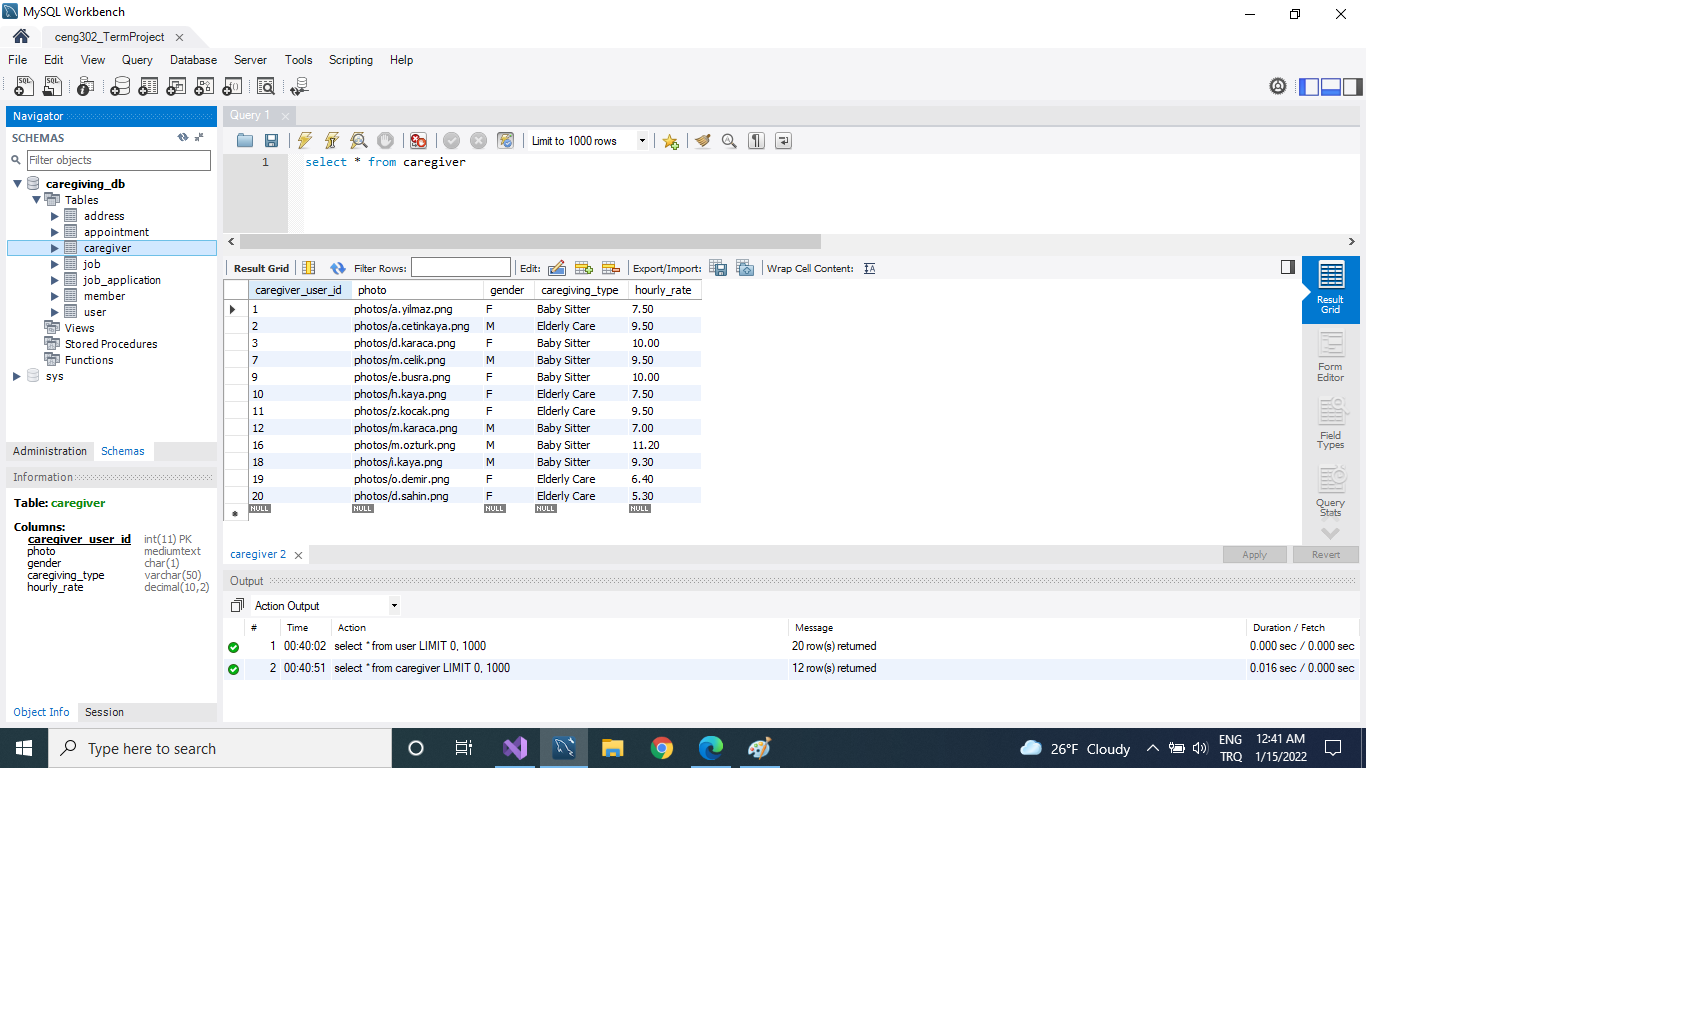 MySQL Workbench
ceng302_TermProject
File Edit View Query Database Server Tools Scripting Help
Navigator
SCHEMAS
Filter objects
caregiving_db
Tables
address
appointment
caregiver
job
job_application
member
user
Views
Stored Procedures
Functions
sys
Administration Schemas
Information
Table: caregiver
Columns:
caregiver_user_id int(11) PK
photo mediumtext
gender char(1)
caregiving_type varchar(50)
hourly_rate decimal(10,2)
Object Info Session
Query 1
Limit to 1000 rows
1 select * from caregiver
Result Grid Filter Rows: Edit: Export/Import: Wrap Cell Content:
caregiver_user_id photo gender caregiving_type hourly_rate
1 photos/a.yilmaz.png F Baby Sitter 7.50
2 photos/a.cetinkaya.png M Elderly Care 9.50
3 photos/d.karaca.png F Baby Sitter 10.00
7 photos/m.celik.png M Baby Sitter 9.50
9 photos/e.busra.png F Baby Sitter 10.00
10 photos/h.kaya.png F Elderly Care 7.50
11 photos/z.kocak.png F Elderly Care 9.50
12 photos/m.karaca.png M Baby Sitter 7.00
16 photos/m.ozturk.png M Baby Sitter 11.20
18 photos/i.kaya.png M Baby Sitter 9.30
19 photos/o.demir.png F Elderly Care 6.40
20 photos/d.sahin.png F Elderly Care 5.30
NULL NULL NULL NULL NULL
Result
Grid
Form
Editor
Field
Types
Query
Stats
caregiver 2
Apply Revert
Output
Action Output
# Time Action Message Duration / Fetch
1 00:40:02 select * from user LIMIT 0, 1000 20 row(s) returned 0.000 sec / 0.000 sec
2 00:40:51 select * from caregiver LIMIT 0, 1000 12 row(s) returned 0.016 sec / 0.000 sec
Type here to search
26°F Cloudy
ENG
TRQ
12:41 AM
1/15/2022